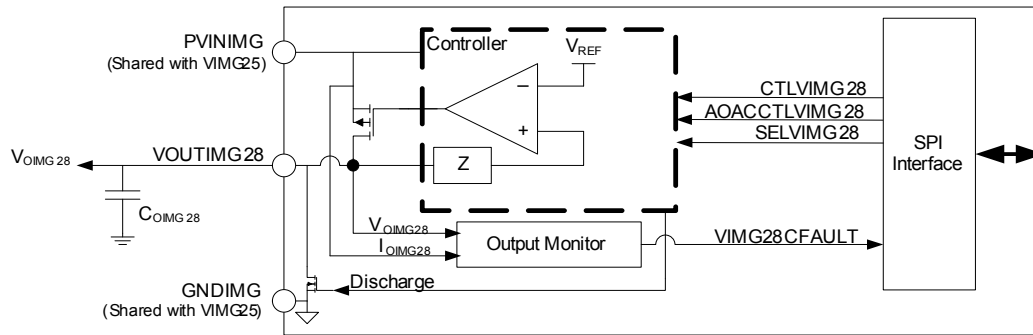 PVINIMG
(Shared with VIMG25)
Controller
VREF
−
+
Z
CTLVIMG28
AOACCTLVIMG28
SELVIMG28
SPI
Interface
VOIMG28
VOUTIMG28
COIMG28
VOIMG28
IOIMG28
Output Monitor
VIMG28CFAULT
Discharge
GNDIMG
(Shared with VIMG25)